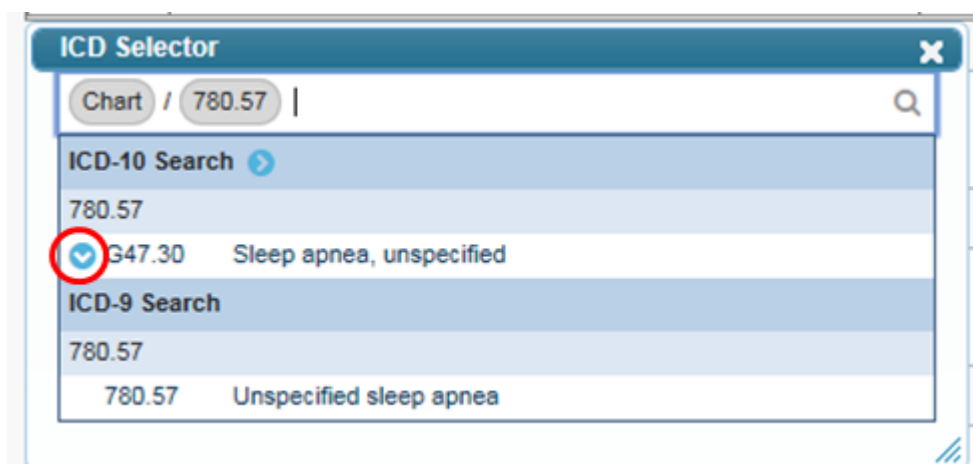 ICD Selector
Chart / 780.57
ICD-10 Search
780.57
G47.30 Sleep apnea, unspecified
ICD-9 Search
780.57
780.57 Unspecified sleep apnea